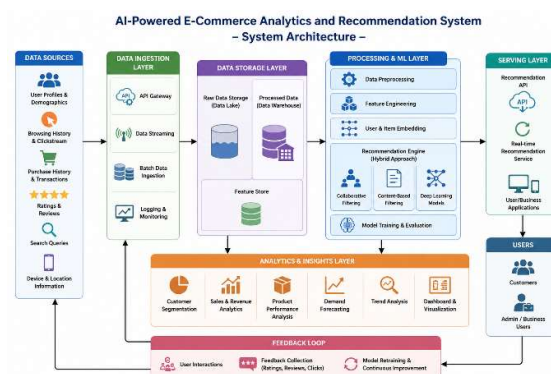 AI-Powered E-Commerce Analytics and Recommendation System
– System Architecture –
DATA SOURCES
User Profiles &
Demographics
Browsing History
& Clickstream
Purchase History
& Transactions
Ratings &
Reviews
Search Queries
Device & Location
Information
DATA INGESTION
LAYER
API
API Gateway
Data Streaming
Batch Data
Ingestion
Logging &
Monitoring
DATA STORAGE LAYER
Raw Data Storage
(Data Lake)
Processed Data
(Data Warehouse)
Feature Store
PROCESSING & ML LAYER
Data Preprocessing
Feature Engineering
User & Item Embedding
Recommendation Engine
(Hybrid Approach)
Collaborative
Filtering
Content-Based
Filtering
Deep Learning
Models
Model Training & Evaluation
SERVING LAYER
Recommendation
API
API
Real-time
Recommendation
Service
User/Business
Applications
USERS
Customers
Admin / Business
Users
ANALYTICS & INSIGHTS LAYER
Customer
Segmentation
Sales & Revenue
Analytics
Product
Performance
Analysis
Demand
Forecasting
Trend Analysis
Dashboard &
Visualization
FEEDBACK LOOP
User Interactions
Feedback Collection
(Ratings, Reviews, Clicks)
Model Retraining &
Continuous Improvement